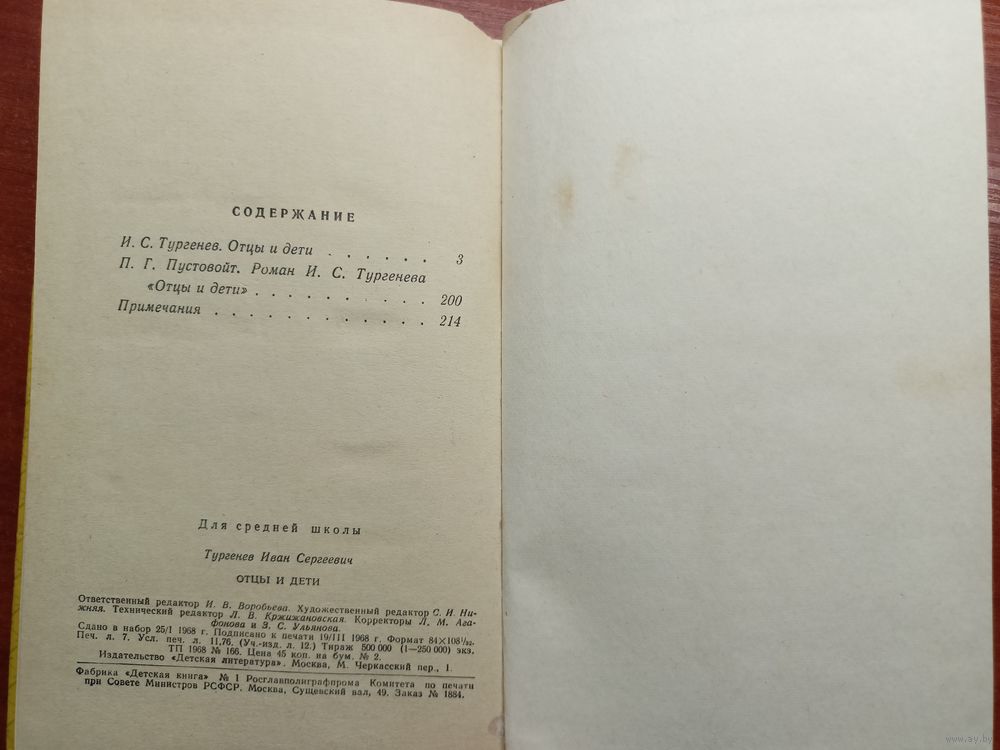 СОДЕРЖАНИЕ
И. С. Тургенев. Отцы и дети . . . . . . 3
П. Г. Пустовойт. Роман И. С. Тургенева
«Отцы и дети» . . . . . . . . . . 200
Примечания . . . . . . . . . . . . 214
Для средней школы
Тургенев Иван Сергеевич
ОТЦЫ И ДЕТИ
Ответственный редактор И. В. Воробьева. Художественный редактор С. И. Ни-
жняя. Технический редактор Л. В. Кржижановская. Корректоры Л. М. Ага-
фонова и Э. С. Ульянова.
Сдано в набор 25/I 1968 г. Подписано к печати 19/III 1968 г. Формат 84×108¹/₃₂.
Печ. л. 7. Усл. печ. л. 11,76. (Уч.-изд. л. 12.) Тираж 500 000 (1—250 000) экз.
ТП 1968 № 166. Цена 45 коп. на бум. № 2.
Издательство «Детская литература». Москва, М. Черкасский пер., 1.
Фабрика «Детская книга» № 1 Росглавполиграфпрома Комитета по печати
при Совете Министров РСФСР. Москва, Сущевский вал, 49. Заказ № 1884.
www.ay.by